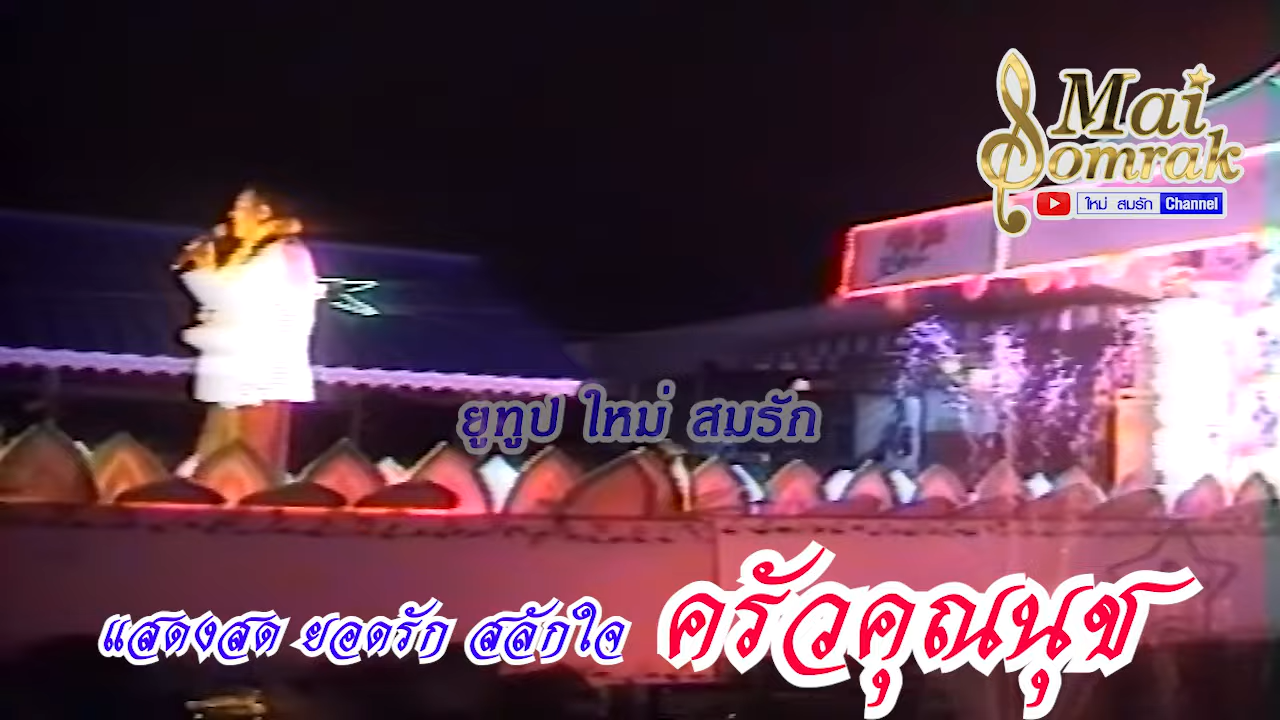 Mai
Somrak
ใหม่ สมรัก Channel
ยูทูป ใหม่ สมรัก
แสดงสด ยอดรัก สลักใจ ครัวคุณนุช